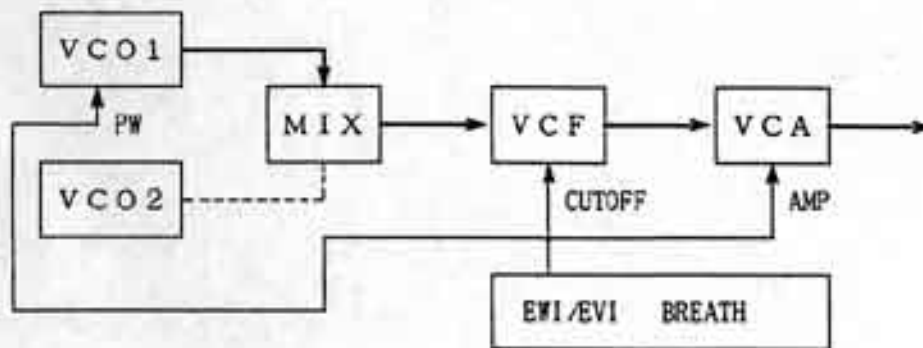 VCO1
PW
MIX
VCF
VCA
VCO2
CUTOFF
AMP
EWI/EVI BREATH